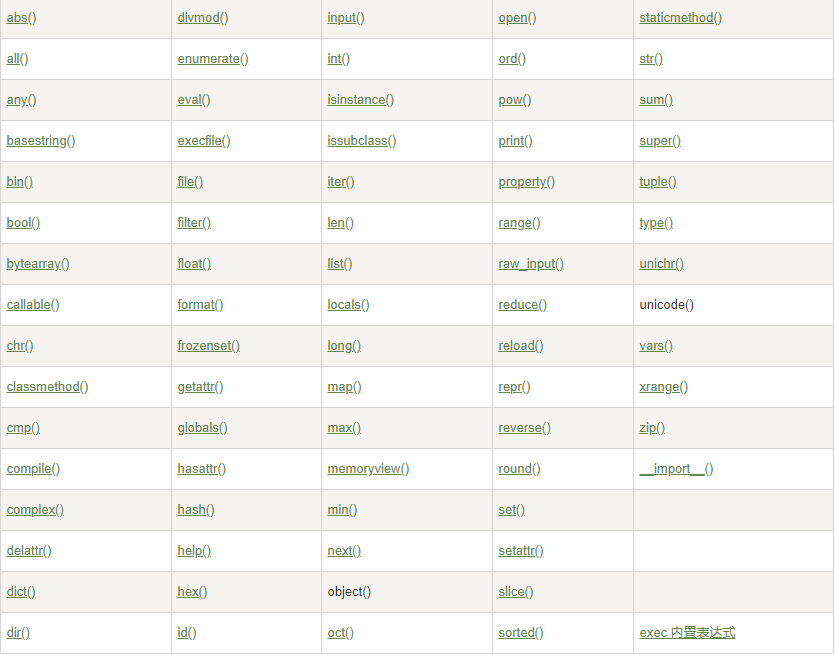 abs() divmod() input() open() staticmethod()
all() enumerate() int() ord() str()
any() eval() isinstance() pow() sum()
basestring() execfile() issubclass() print() super()
bin() file() iter() property() tuple()
bool() filter() len() range() type()
bytearray() float() list() raw_input() unichr()
callable() format() locals() reduce() unicode()
chr() frozenset() long() reload() vars()
classmethod() getattr() map() repr() xrange()
cmp() globals() max() reverse() zip()
compile() hasattr() memoryview() round() __import__()
complex() hash() min() set()
delattr() help() next() setattr()
dict() hex() object() slice()
dir() id() oct() sorted() exec 内置表达式